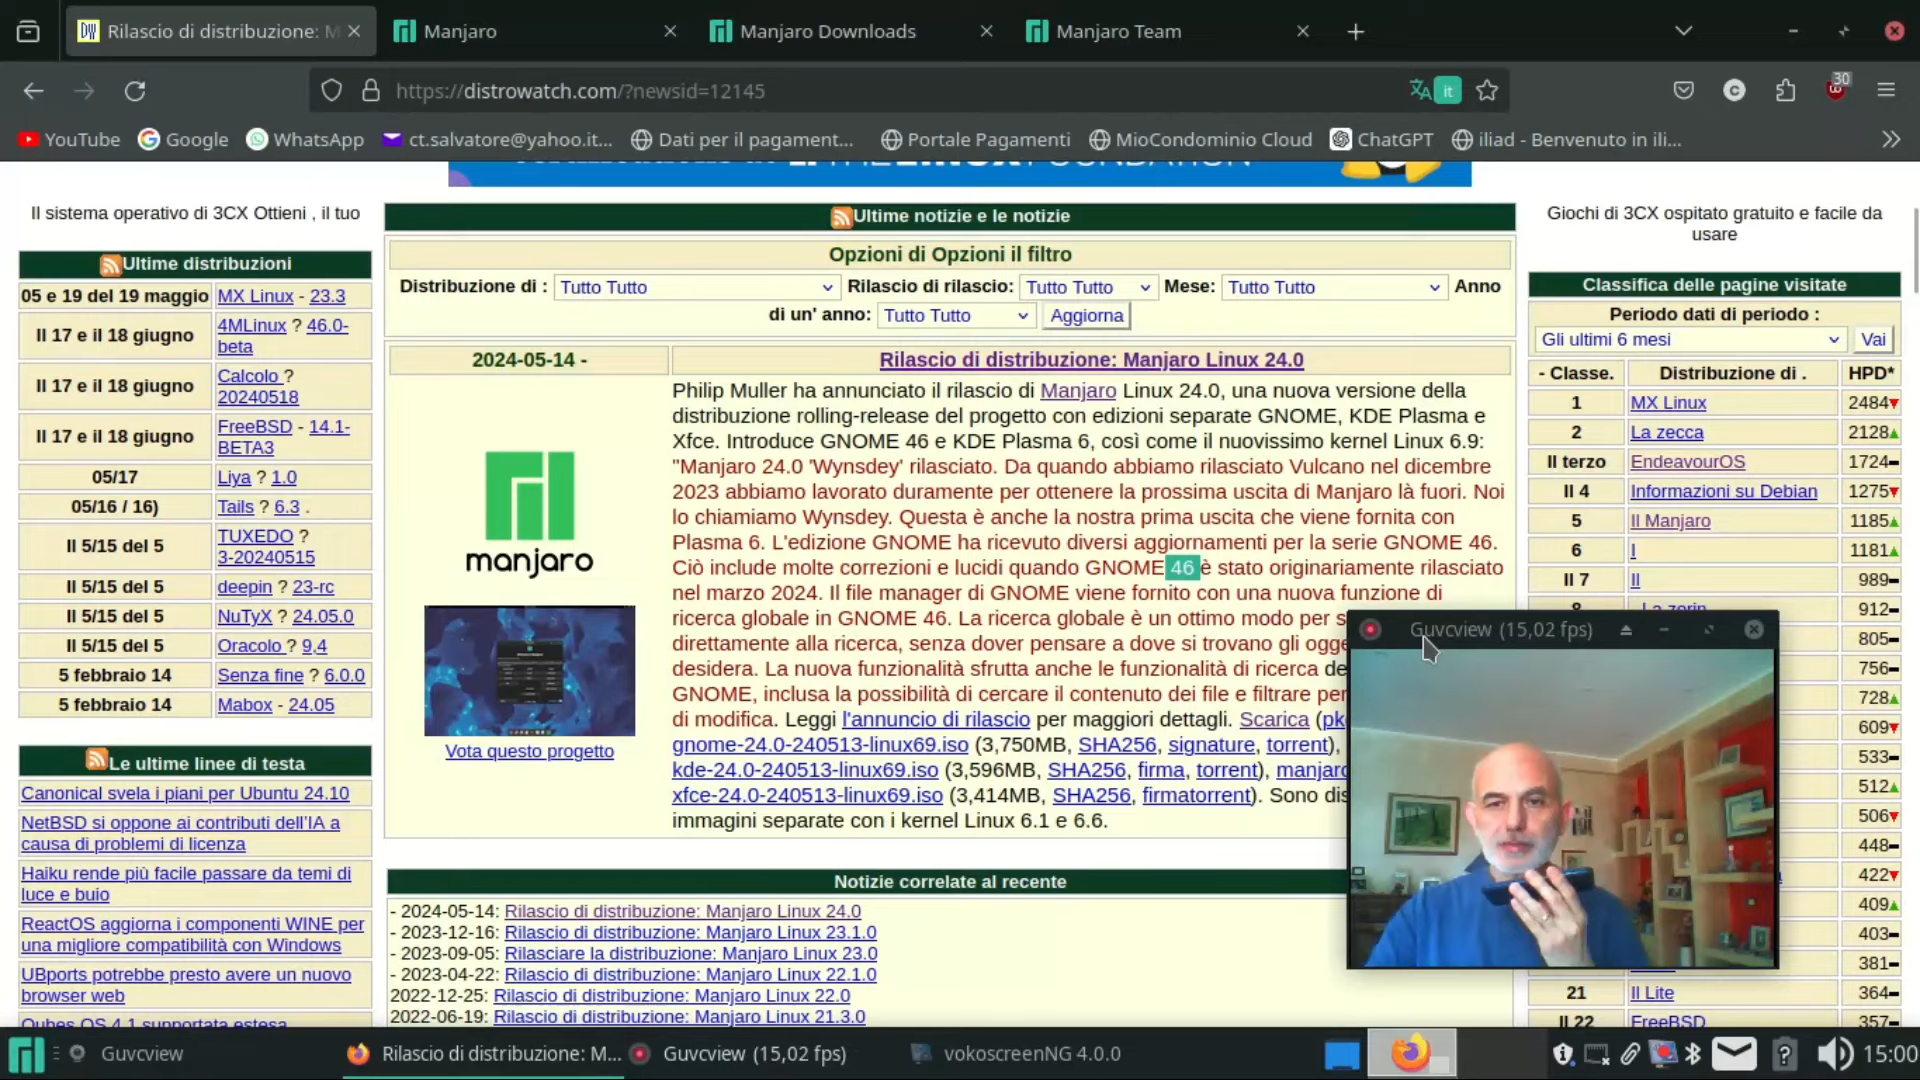 Rilascio di distribuzione: M
Manjaro
Manjaro Downloads
Manjaro Team
https://distrowatch.com/?newsid=12145
it
30
YouTube
Google
WhatsApp
ct.salvatore@yahoo.it...
Dati per il pagament...
Portale Pagamenti
MioCondominio Cloud
ChatGPT
iliad - Benvenuto in ili...
Il sistema operativo di 3CX Ottieni , il tuo
Ultime distribuzioni
05 e 19 del 19 maggio MX Linux - 23.3
Il 17 e il 18 giugno 4MLinux ? 46.0-
beta
Il 17 e il 18 giugno Calcolo ?
20240518
Il 17 e il 18 giugno FreeBSD - 14.1-
BETA3
05/17 Liya ? 1.0
05/16 / 16) Tails ? 6.3 .
Il 5/15 del 5 TUXEDO ?
3-20240515
Il 5/15 del 5 deepin ? 23-rc
Il 5/15 del 5 NuTyX ? 24.05.0
Il 5/15 del 5 Oracolo ? 9,4
5 febbraio 14 Senza fine ? 6.0.0
5 febbraio 14 Mabox - 24.05
Le ultime linee di testa
Canonical svela i piani per Ubuntu 24.10
NetBSD si oppone ai contributi dell'IA a
causa di problemi di licenza
Haiku rende più facile passare da temi di
luce e buio
ReactOS aggiorna i componenti WINE per
una migliore compatibilità con Windows
UBports potrebbe presto avere un nuovo
browser web
Qubes OS 4.1 supportata estesa
Ultime notizie e le notizie
Opzioni di Opzioni il filtro
Distribuzione di : Tutto Tutto Rilascio di rilascio: Tutto Tutto Mese: Tutto Tutto Anno
di un' anno: Tutto Tutto Aggiorna
2024-05-14 - Rilascio di distribuzione: Manjaro Linux 24.0
manjaro
Vota questo progetto
Philip Muller ha annunciato il rilascio di Manjaro Linux 24.0, una nuova versione della
distribuzione rolling-release del progetto con edizioni separate GNOME, KDE Plasma e
Xfce. Introduce GNOME 46 e KDE Plasma 6, così come il nuovissimo kernel Linux 6.9:
"Manjaro 24.0 'Wynsdey' rilasciato. Da quando abbiamo rilasciato Vulcano nel dicembre
2023 abbiamo lavorato duramente per ottenere la prossima uscita di Manjaro là fuori. Noi
lo chiamiamo Wynsdey. Questa è anche la nostra prima uscita che viene fornita con
Plasma 6. L'edizione GNOME ha ricevuto diversi aggiornamenti per la serie GNOME 46.
Ciò include molte correzioni e lucidi quando GNOME 46 è stato originariamente rilasciato
nel marzo 2024. Il file manager di GNOME viene fornito con una nuova funzione di
ricerca globale in GNOME 46. La ricerca globale è un ottimo modo per s
direttamente alla ricerca, senza dover pensare a dove si trovano gli ogge
desidera. La nuova funzionalità sfrutta anche le funzionalità di ricerca de
GNOME, inclusa la possibilità di cercare il contenuto dei file e filtrare per
di modifica. Leggi l'annuncio di rilascio per maggiori dettagli. Scarica (pk
gnome-24.0-240513-linux69.iso (3,750MB, SHA256, signature, torrent),
kde-24.0-240513-linux69.iso (3,596MB, SHA256, firma, torrent), manjaro
xfce-24.0-240513-linux69.iso (3,414MB, SHA256, firmatorrent). Sono dis
immagini separate con i kernel Linux 6.1 e 6.6.
Notizie correlate al recente
- 2024-05-14: Rilascio di distribuzione: Manjaro Linux 24.0
- 2023-12-16: Rilascio di distribuzione: Manjaro Linux 23.1.0
- 2023-09-05: Rilasciare la distribuzione: Manjaro Linux 23.0
- 2023-04-22: Rilascio di distribuzione: Manjaro Linux 22.1.0
2022-12-25: Rilascio di distribuzione: Manjaro Linux 22.0
2022-06-19: Rilascio di distribuzione: Manjaro Linux 21.3.0
Giochi di 3CX ospitato gratuito e facile da
usare
Classifica delle pagine visitate
Periodo dati di periodo :
Gli ultimi 6 mesi Vai
- Classe. Distribuzione di . HPD*
1 MX Linux 2484
2 La zecca 2128
Il terzo EndeavourOS 1724
Il 4 Informazioni su Debian 1275
5 Il Manjaro 1185
6 I 1181
Il 7 Il 989
8 La zorin 912
805
756
728
609
533
512
506
448
422
409
403
381
21 Il Lite 364
Il 22 FreeBSD 357
Guvcview (15,02 fps)
Guvcview
Rilascio di distribuzione: M...
Guvcview (15,02 fps)
vokoscreenNG 4.0.0
15:00